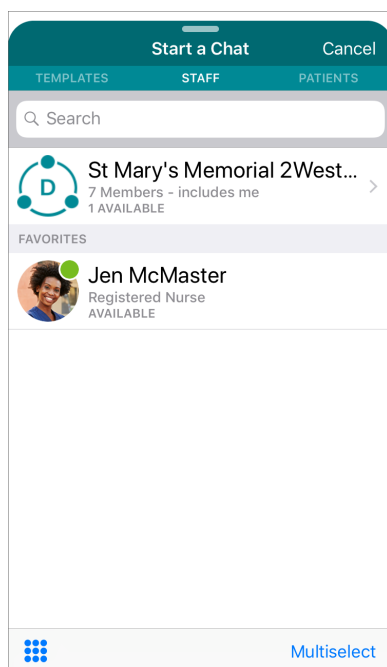 Start a Chat Cancel
TEMPLATES STAFF PATIENTS
Search
D
St Mary's Memorial 2West...
7 Members - includes me
1 AVAILABLE
FAVORITES
Jen McMaster
Registered Nurse
AVAILABLE
Multiselect